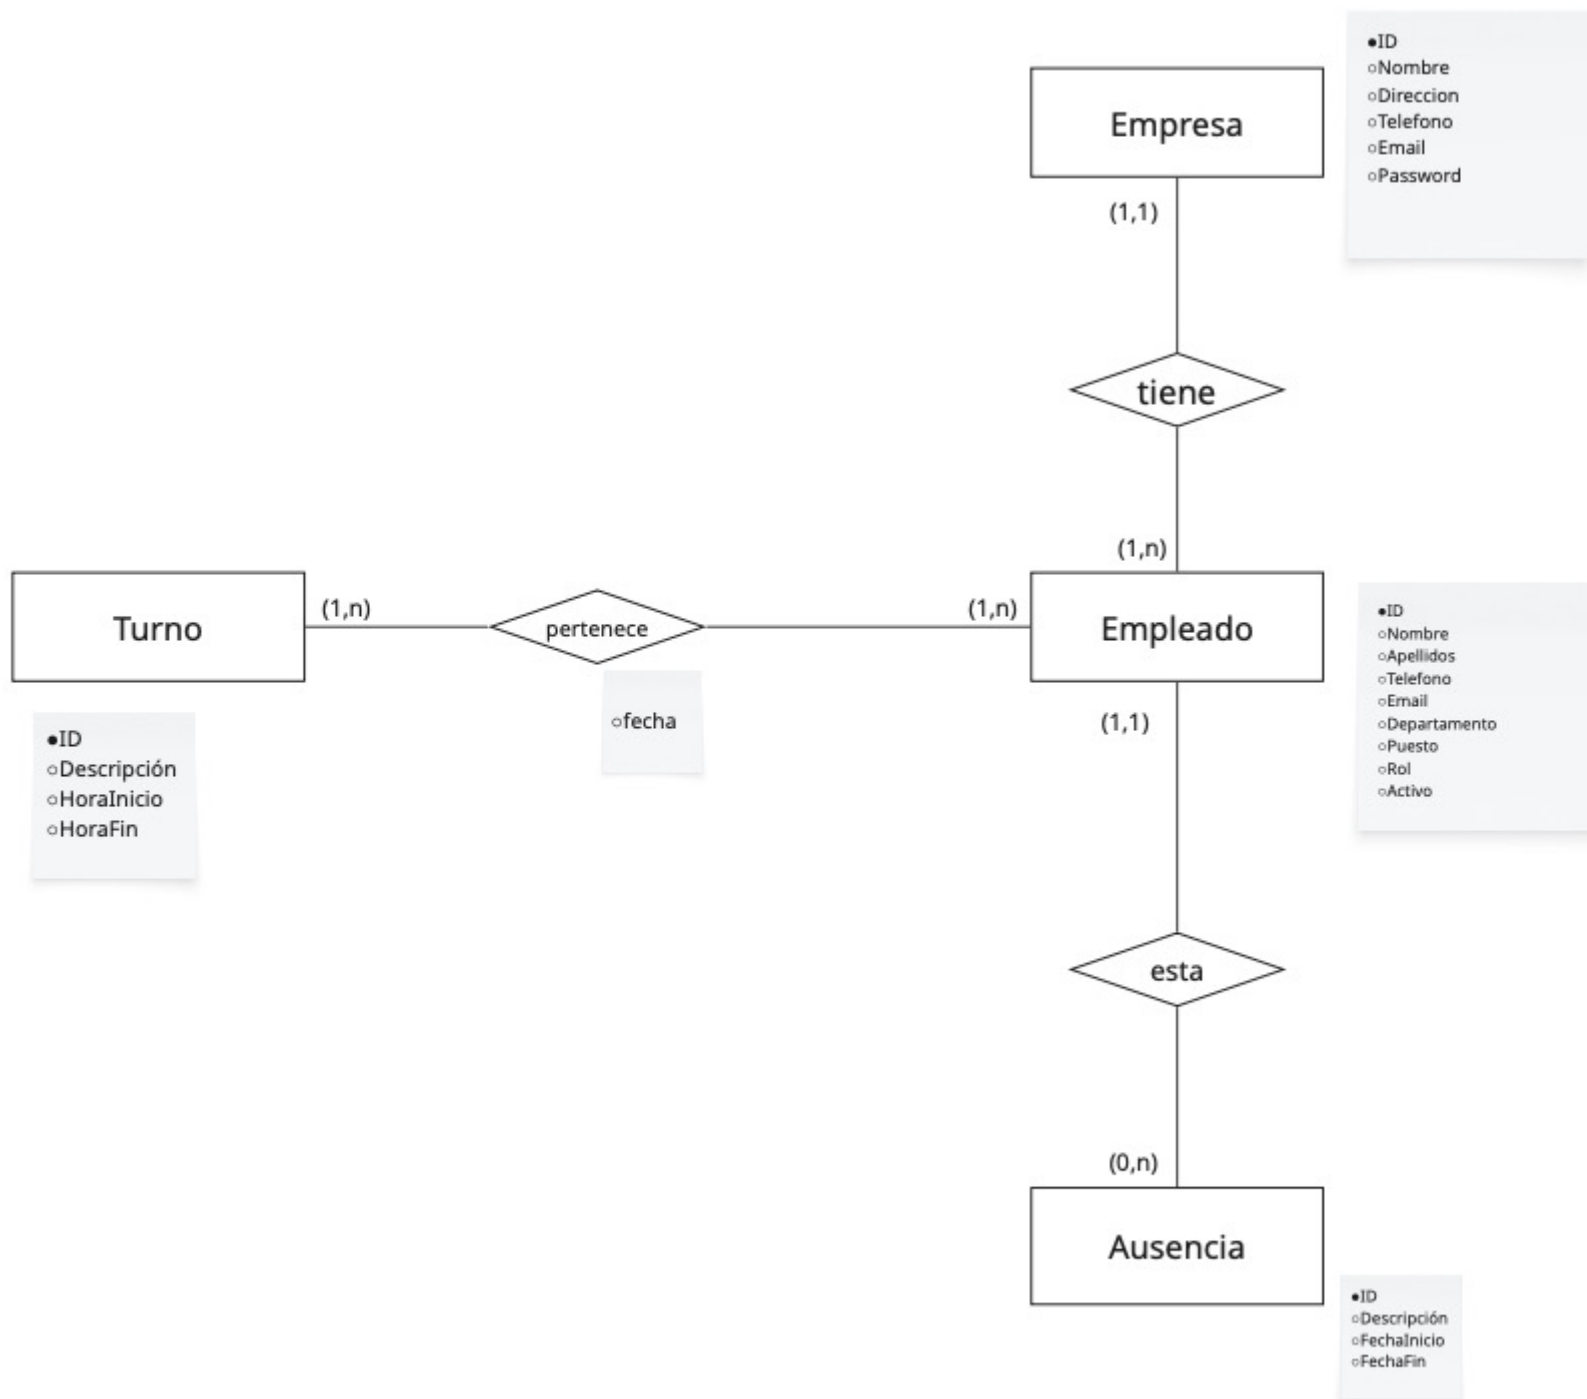 Empresa
●ID
○Nombre
○Direccion
○Telefono
○Email
○Password
(1,1)
tiene
(1,n)
Turno
(1,n)
pertenece
(1,n)
Empleado
●ID
○Descripción
○HoraInicio
○HoraFin
○fecha
●ID
○Nombre
○Apellidos
○Telefono
○Email
○Departamento
○Puesto
○Rol
○Activo
(1,1)
esta
(0,n)
Ausencia
●ID
○Descripción
○FechaInicio
○FechaFin